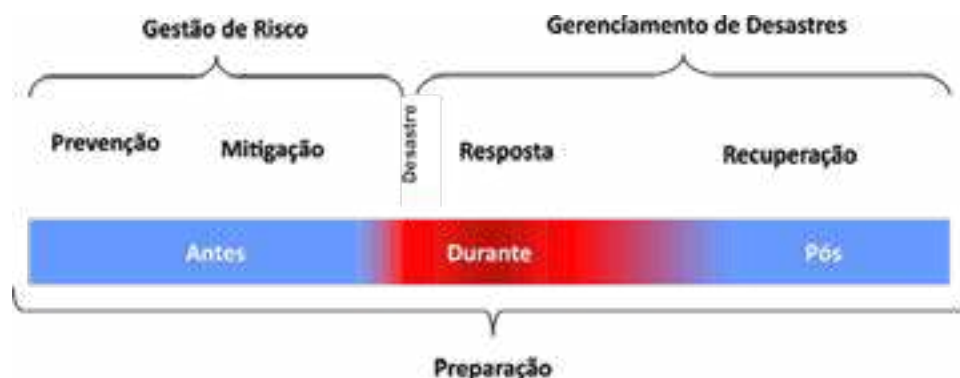 Gestão de Risco
Gerenciamento de Desastres
Prevenção
Mitigação
Desastre
Resposta
Recuperação
Antes
Durante
Pós
Preparação